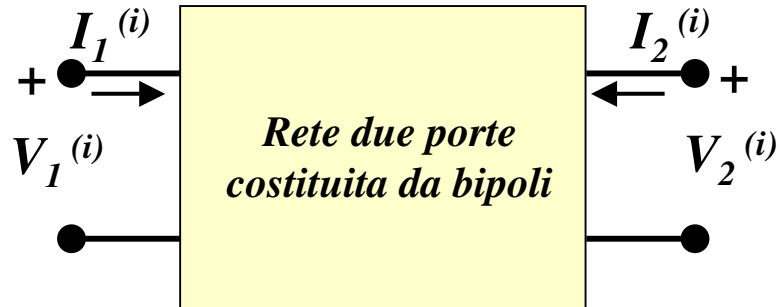 I1(i) I2(i)
+ +
Rete due porte
V1(i) V2(i)
costituita da bipoli